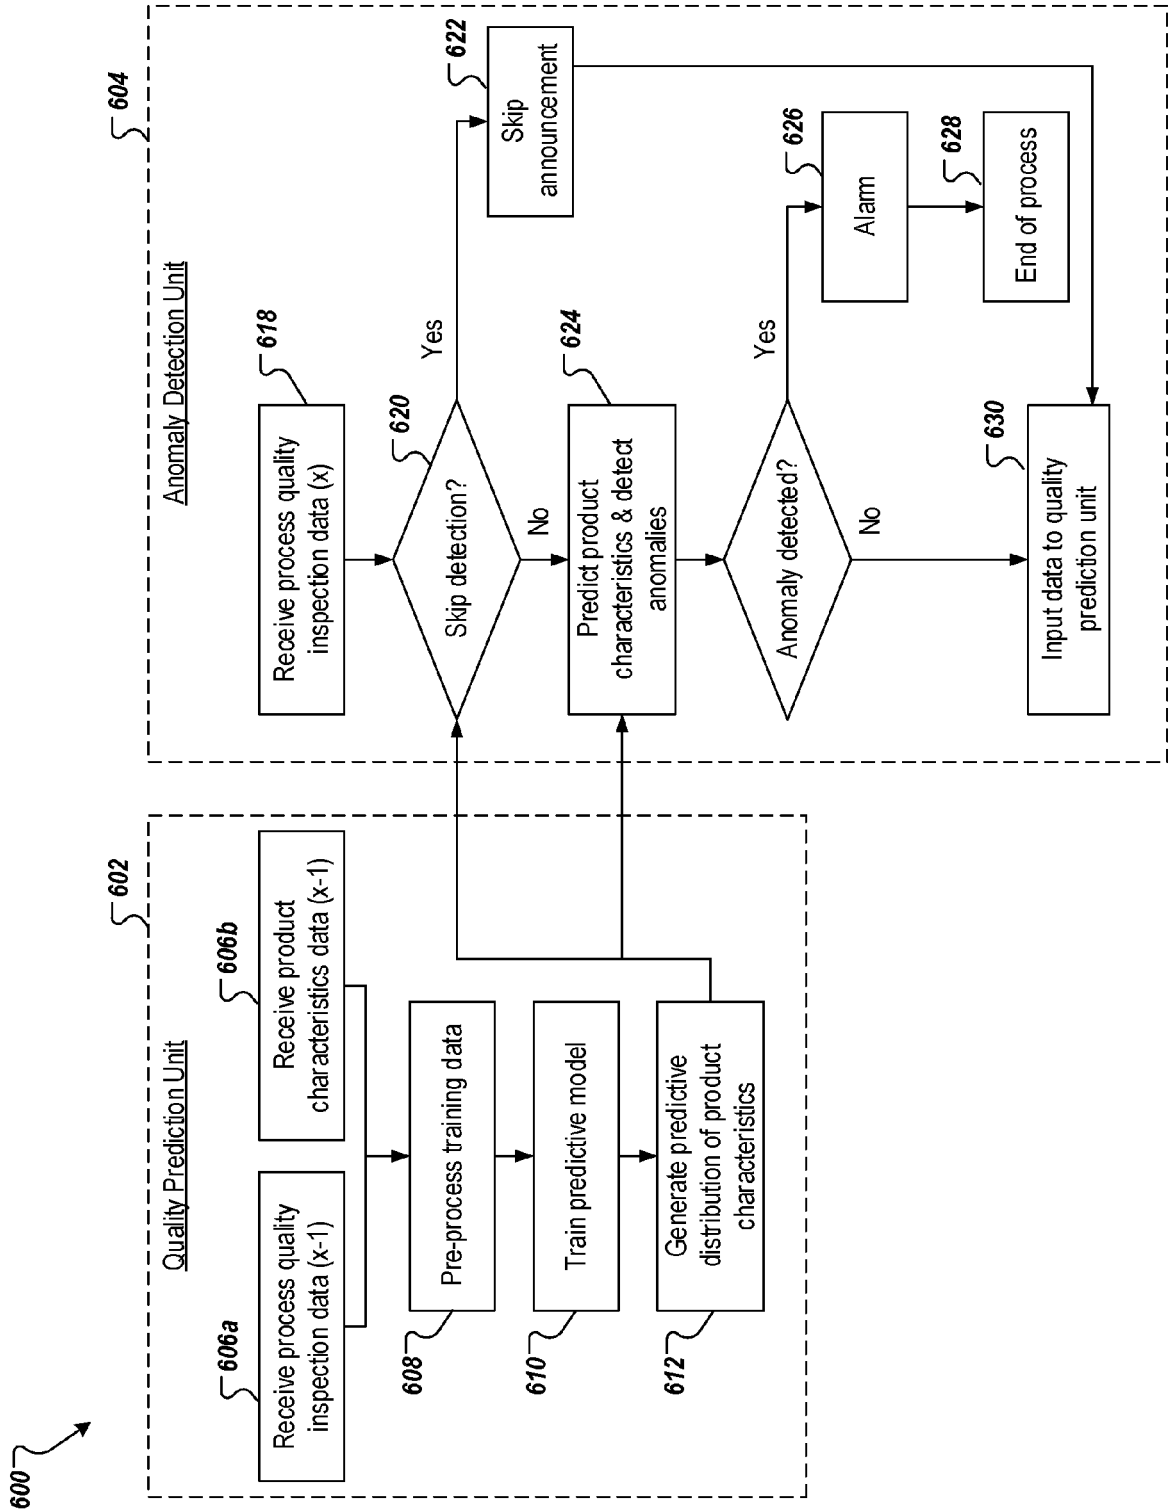 600
602
Quality Prediction Unit
606a
Receive process quality
inspection data (x-1)
606b
Receive product
characteristics data (x-1)
608
Pre-process training data
610
Train predictive model
612
Generate predictive
distribution of product
characteristics
604
Anomaly Detection Unit
618
Receive process quality
inspection data (x)
620
Skip detection?
Yes
No
622
Skip
announcement
624
Predict product
characteristics & detect
anomalies
Anomaly detected?
Yes
No
626
Alarm
628
End of process
630
Input data to quality
prediction unit